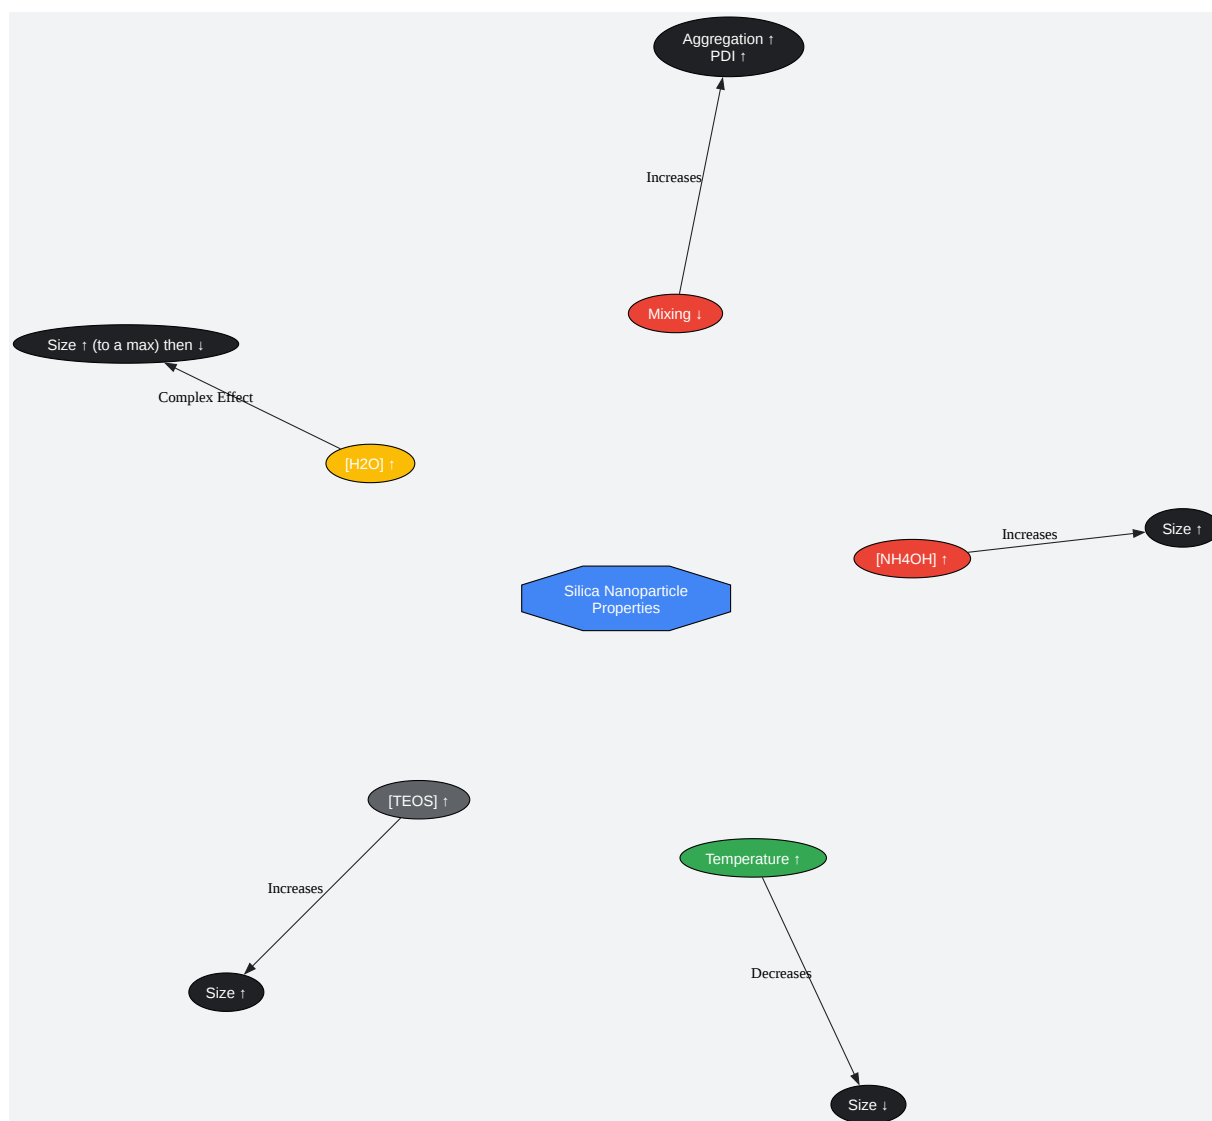 Aggregation ↑
PDI ↑
Increases
Mixing ↓
Size ↑ (to a max) then ↓
Complex Effect
[H2O] ↑
Size ↑
Increases
[NH4OH] ↑
Silica Nanoparticle
Properties
[TEOS] ↑
Temperature ↑
Increases
Decreases
Size ↑
Size ↓